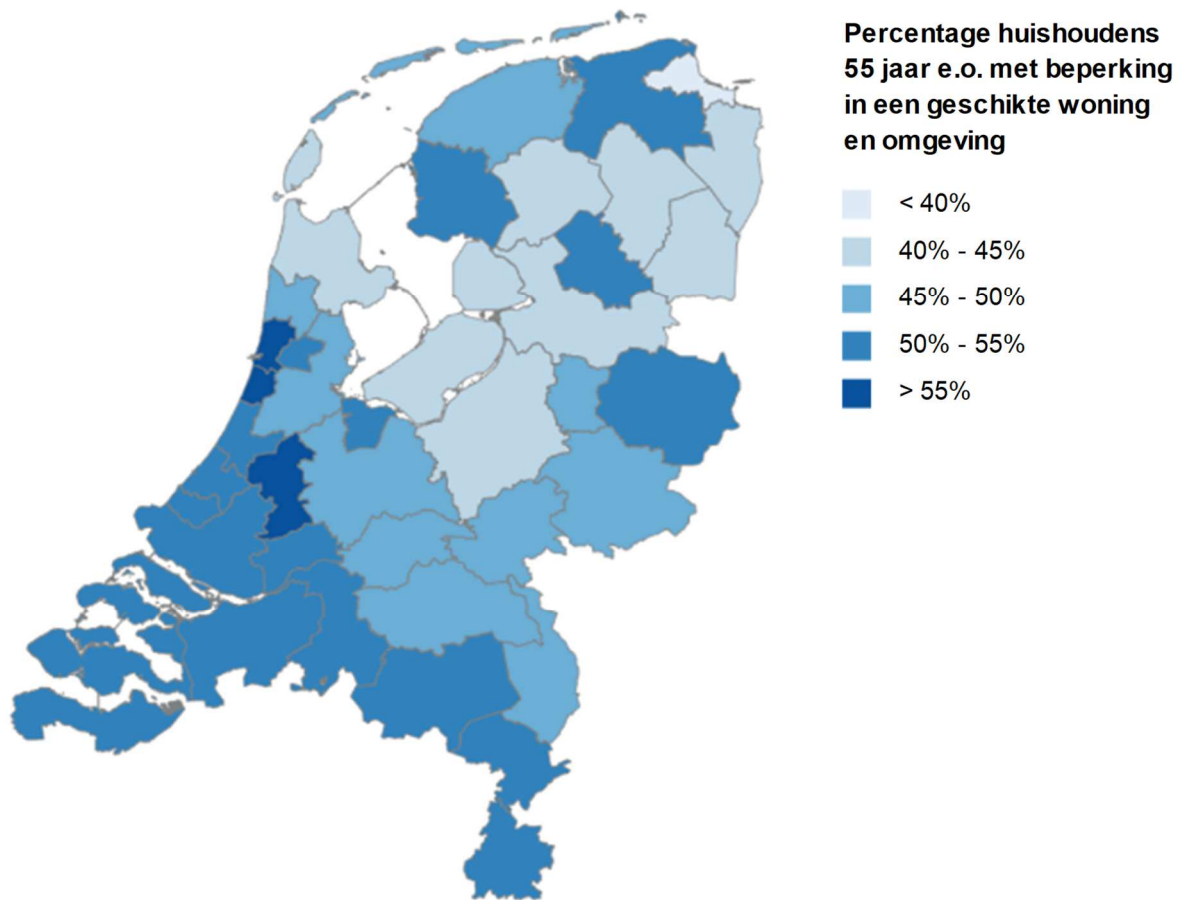 Percentage huishoudens
55 jaar e.o. met beperking
in een geschikte woning
en omgeving
< 40%
40% - 45%
45% - 50%
50% - 55%
> 55%